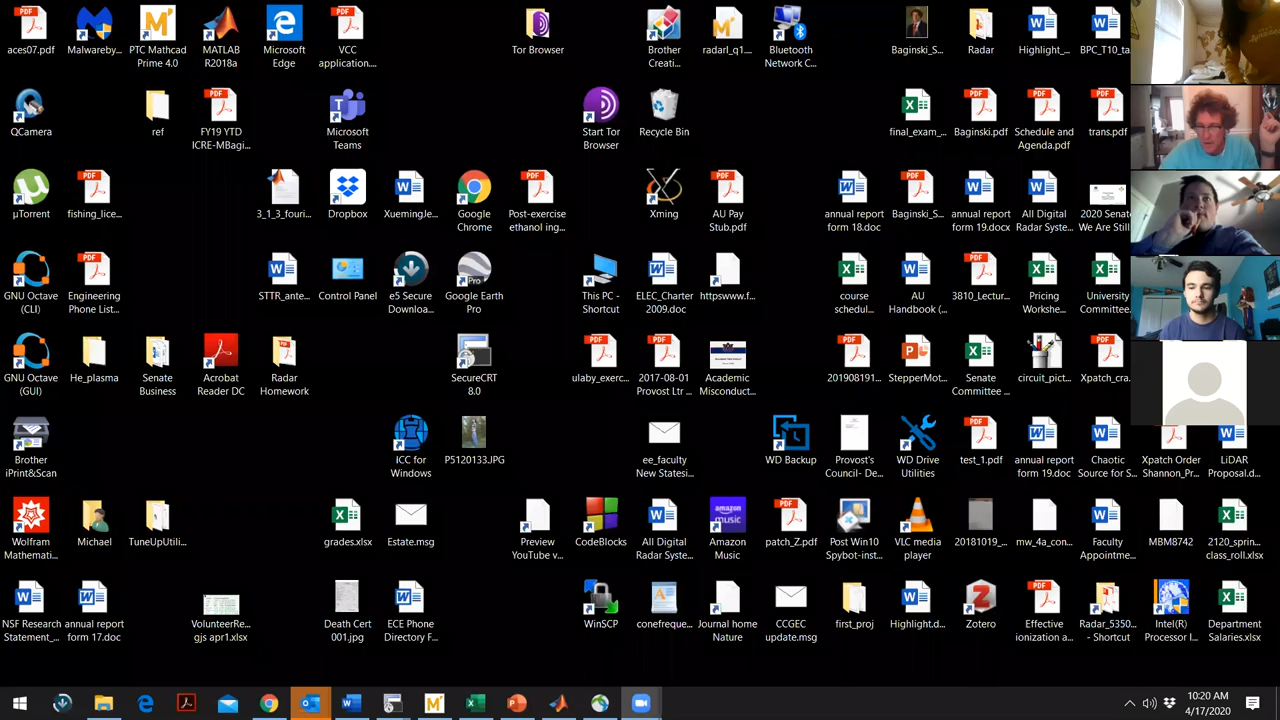 aces07.pdf
Malwareby...
PTC Mathcad
Prime 4.0
MATLAB
R2018a
Microsoft
Edge
VCC
application....
Tor Browser
Brother
Creati...
radarI_q1....
Bluetooth
Network C...
Baginski_S...
Radar
Highlight_...
BPC_T10_ta
QCamera
ref
FY19 YTD
ICRE-MBagi...
Microsoft
Teams
Start Tor
Browser
Recycle Bin
final_exam_...
Baginski.pdf
Schedule and
Agenda.pdf
trans.pdf
µTorrent
fishing_lice...
3_1_3_fouri...
Dropbox
XuemingJe...
Google
Chrome
Post-exercise
ethanol ing...
Xming
AU Pay
Stub.pdf
annual report
form 18.doc
Baginski_S...
annual report
form 19.docx
All Digital
Radar Syste...
2020 Senat
We Are Still
GNU Octave
(CLI)
Engineering
Phone List...
STTR_ante...
Control Panel
e5 Secure
Downloa...
Google Earth
Pro
This PC -
Shortcut
ELEC_Charter
2009.doc
httpswww.f...
course
schedul...
AU
Handbook (...
3810_Lectur...
Pricing
Workshe...
University
Committee.
GNU Octave
(GUI)
He_plasma
Senate
Business
Acrobat
Reader DC
Radar
Homework
SecureCRT
8.0
ulaby_exerc...
2017-08-01
Provost Ltr ...
Academic
Misconduct...
201908191...
StepperMot...
Senate
Committee ...
circuit_pict...
Xpatch_cra.
Brother
iPrint&Scan
ICC for
Windows
P5120133.JPG
ee_faculty
New Statesi...
WD Backup
Provost's
Council- De...
WD Drive
Utilities
test_1.pdf
annual report
form 19.doc
Chaotic
Source for S...
Xpatch Order
Shannon_Pr...
LiDAR
Proposal.d...
Wolfram
Mathemati...
Michael
TuneUpUtili...
grades.xlsx
Estate.msg
Preview
YouTube v...
CodeBlocks
All Digital
Radar Syste...
Amazon
Music
patch_Z.pdf
Post Win10
Spybot-inst...
VLC media
player
20181019_...
mw_4a_con...
Faculty
Appointme...
MBM8742
2120_sprin...
class_roll.xlsx
NSF Research
Statement_...
annual report
form 17.doc
VolunteerRe...
gjs apr1.xlsx
Death Cert
001.jpg
ECE Phone
Directory F...
WinSCP
conefreque...
Journal home
Nature
CCGEC
update.msg
first_proj
Highlight.d...
Zotero
Effective
ionization a...
Radar_5350...
- Shortcut
Intel(R)
Processor I...
Department
Salaries.xlsx
10:20 AM
4/17/2020